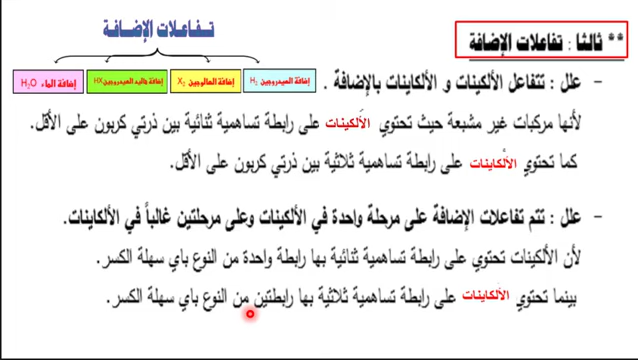 ** ثالثا : تفاعلات الإضافة
تـفـاعـلات الإضـافـة
إضافة الهيدروجين H₂
إضافة الهالوجين X₂
إضافة هاليد الهيدروجين HX
إضافة الماء H₂O
- علل : تتفاعل الألكينات و الألكاينات بالإضافة .
لأنها مركبات غير مشبعة حيث تحتوي الألكينات على رابطة تساهمية ثنائية بين ذرتي كربون على الأقل.
كما تحتوي الألكاينات على رابطة تساهمية ثلاثية بين ذرتي كربون على الأقل.
- علل : تتم تفاعلات الإضافة على مرحلة واحدة في الألكينات وعلى مرحلتين غالباً في الألكاينات.
لأن الألكينات تحتوي على رابطة تساهمية ثنائية بها رابطة واحدة من النوع باي سهلة الكسر.
بينما تحتوي الألكاينات على رابطة تساهمية ثلاثية بها رابطتين من النوع باي سهلة الكسر.